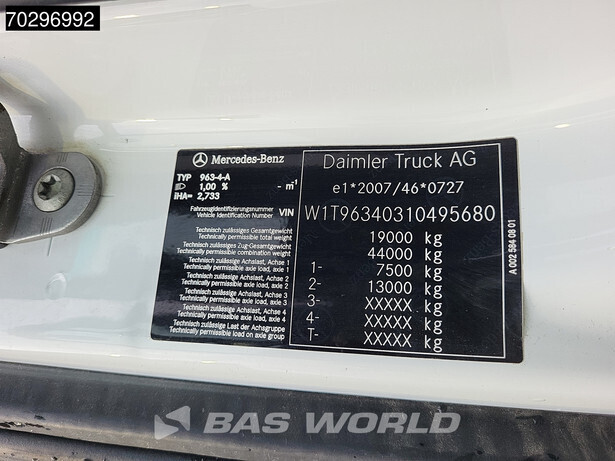 70296992
Mercedes-Benz Daimler Truck AG
TYP 963-4-A
1,00 % - m-1
e1*2007/46*0727
iHA= 2,733
Fahrzeugidentifizierungsnummer
Vehicle Identification Number VIN W1T96340310495680
Technisch zulässiges Gesamtgewicht
Technically permissible total weight 19000 kg
Technisch zulässiges Zug-Gesamtgewicht
Technically permissible combination weight 44000 kg
Technisch zulässige Achslast, Achse 1
Technically permissible axle load, axle 1 1- 7500 kg
Technisch zulässige Achslast, Achse 2
Technically permissible axle load, axle 2 2- 13000 kg
Technisch zulässige Achslast, Achse 3
Technically permissible axle load, axle 3 3- XXXXX kg
Technisch zulässige Achslast, Achse 4
Technically permissible axle load, axle 4 4- XXXXX kg
Technisch zulässige Last der Achsgruppe
Technically permissible load on axle group T- XXXXX kg
A 002 584 08 01
BAS WORLD